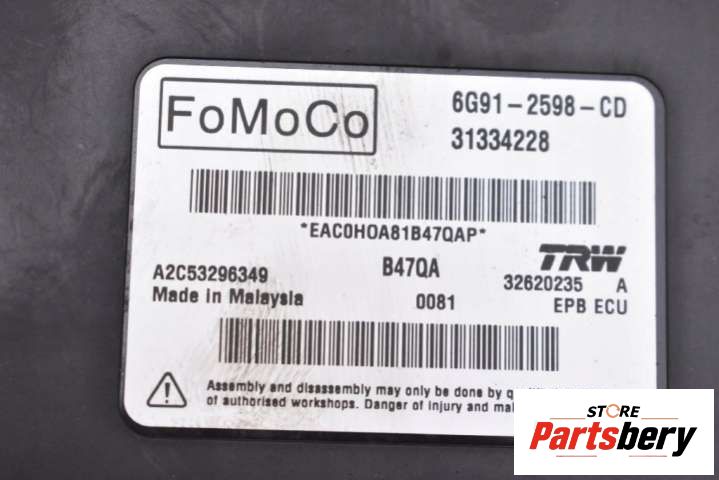 FoMoCo
6G91-2598-CD
31334228
*EAC0HOA81B47QAP*
A2C53296349
B47QA
TRW
Made in Malaysia
0081
32620235 A
EPB ECU
Assembly and disassembly may only be done by
of authorised workshops. Danger of injury and
STORE
Partsbery